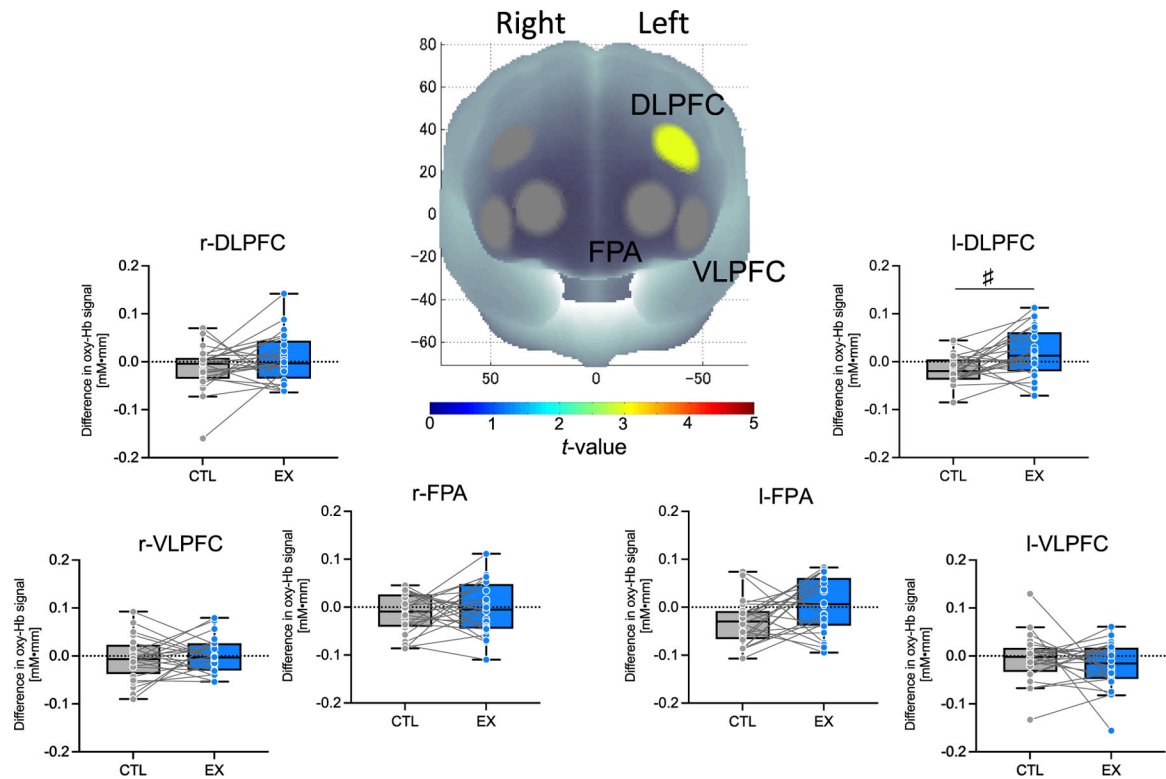 Right Left
80
60
40
20
0
−20
−40
−60
50 0 −50
DLPFC
FPA
VLPFC
0 1 2 3 4 5
t-value
r-DLPFC
Difference in oxy-Hb signal
[mM•mm]
0.2
0.1
0.0
-0.1
-0.2
CTL EX
l-DLPFC
♯
Difference in oxy-Hb signal
[mM•mm]
0.2
0.1
0.0
-0.1
-0.2
CTL EX
r-VLPFC
Difference in oxy-Hb signal
[mM•mm]
0.2
0.1
0.0
-0.1
-0.2
CTL EX
r-FPA
Difference in oxy-Hb signal
[mM•mm]
0.2
0.1
0.0
-0.1
-0.2
CTL EX
l-FPA
Difference in oxy-Hb signal
[mM•mm]
0.2
0.1
0.0
-0.1
-0.2
CTL EX
l-VLPFC
Difference in oxy-Hb signal
[mM•mm]
0.2
0.1
0.0
-0.1
-0.2
CTL EX